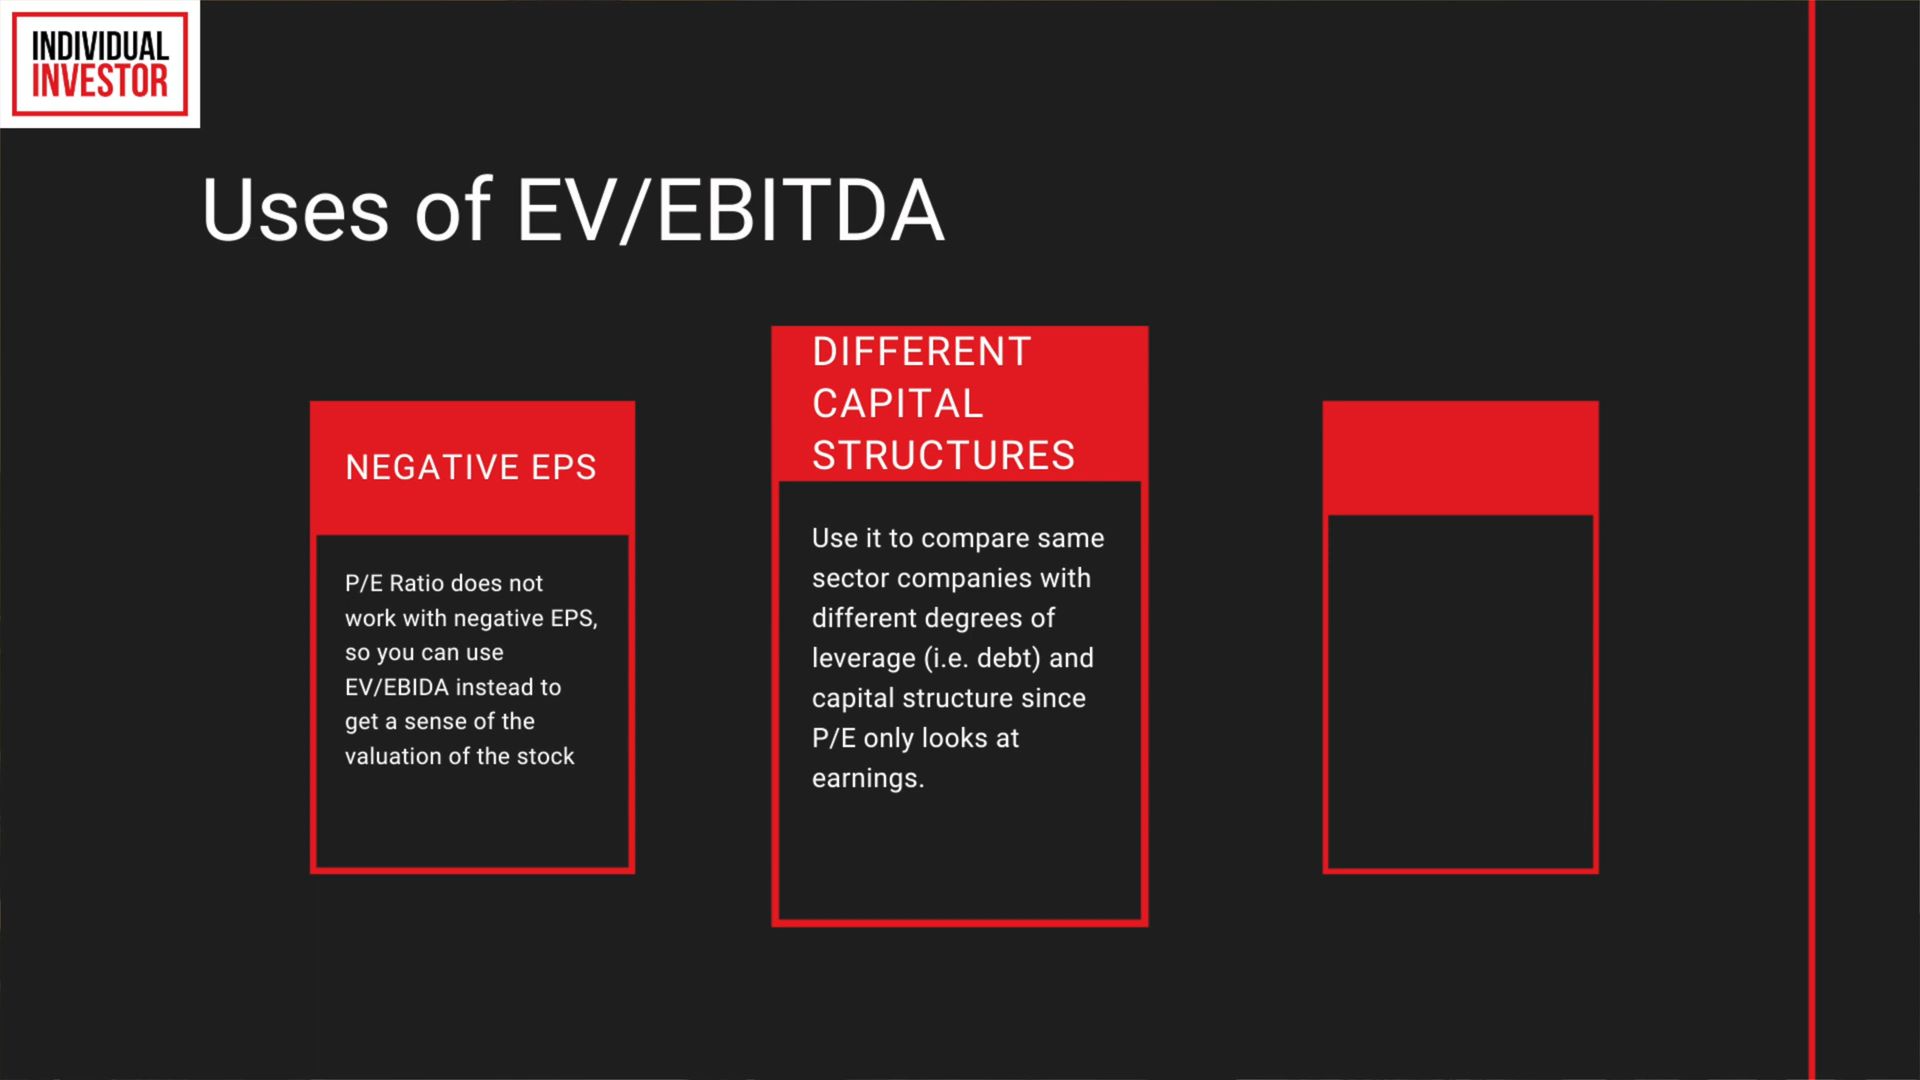 INDIVIDUAL
INVESTOR
Uses of EV/EBITDA
NEGATIVE EPS
P/E Ratio does not
work with negative EPS,
so you can use
EV/EBIDA instead to
get a sense of the
valuation of the stock
DIFFERENT
CAPITAL
STRUCTURES
Use it to compare same
sector companies with
different degrees of
leverage (i.e. debt) and
capital structure since
P/E only looks at
earnings.